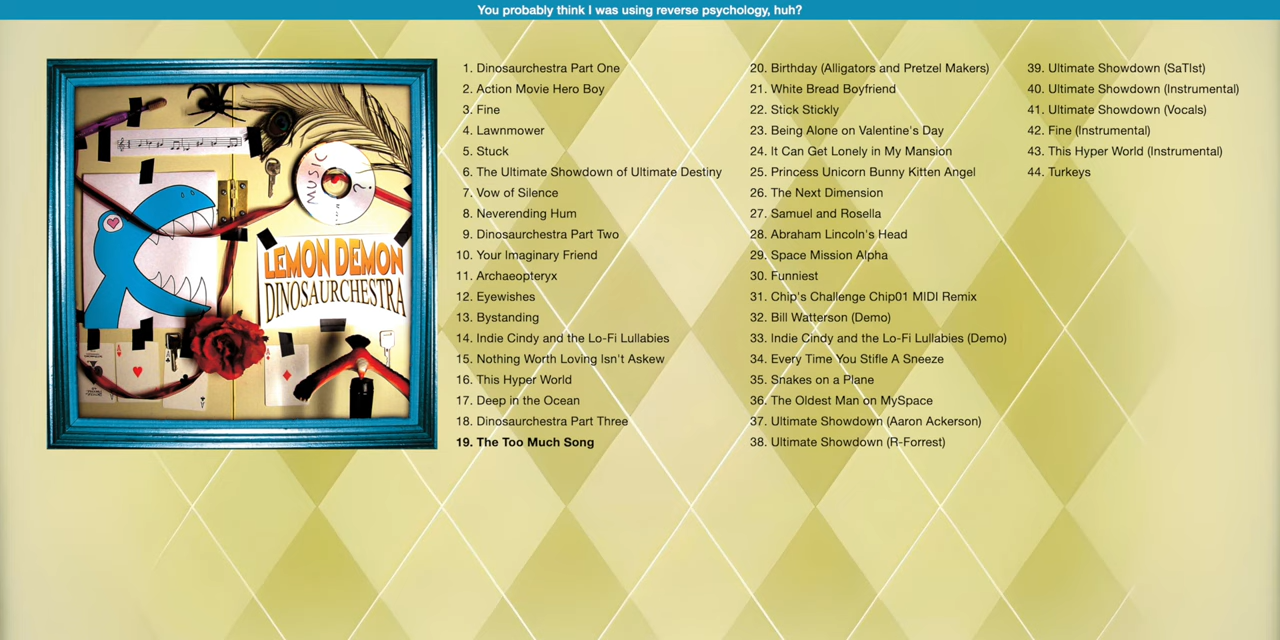 You probably think I was using reverse psychology, huh?
MUSIC
LEMON DEMON
DINOSAURCHESTRA
1. Dinosaurchestra Part One
2. Action Movie Hero Boy
3. Fine
4. Lawnmower
5. Stuck
6. The Ultimate Showdown of Ultimate Destiny
7. Vow of Silence
8. Neverending Hum
9. Dinosaurchestra Part Two
10. Your Imaginary Friend
11. Archaeopteryx
12. Eyewishes
13. Bystanding
14. Indie Cindy and the Lo-Fi Lullabies
15. Nothing Worth Loving Isn't Askew
16. This Hyper World
17. Deep in the Ocean
18. Dinosaurchestra Part Three
19. The Too Much Song
20. Birthday (Alligators and Pretzel Makers)
21. White Bread Boyfriend
22. Stick Stickly
23. Being Alone on Valentine's Day
24. It Can Get Lonely in My Mansion
25. Princess Unicorn Bunny Kitten Angel
26. The Next Dimension
27. Samuel and Rosella
28. Abraham Lincoln's Head
29. Space Mission Alpha
30. Funniest
31. Chip's Challenge Chip01 MIDI Remix
32. Bill Watterson (Demo)
33. Indie Cindy and the Lo-Fi Lullabies (Demo)
34. Every Time You Stifle A Sneeze
35. Snakes on a Plane
36. The Oldest Man on MySpace
37. Ultimate Showdown (Aaron Ackerson)
38. Ultimate Showdown (R-Forrest)
39. Ultimate Showdown (SaTIst)
40. Ultimate Showdown (Instrumental)
41. Ultimate Showdown (Vocals)
42. Fine (Instrumental)
43. This Hyper World (Instrumental)
44. Turkeys